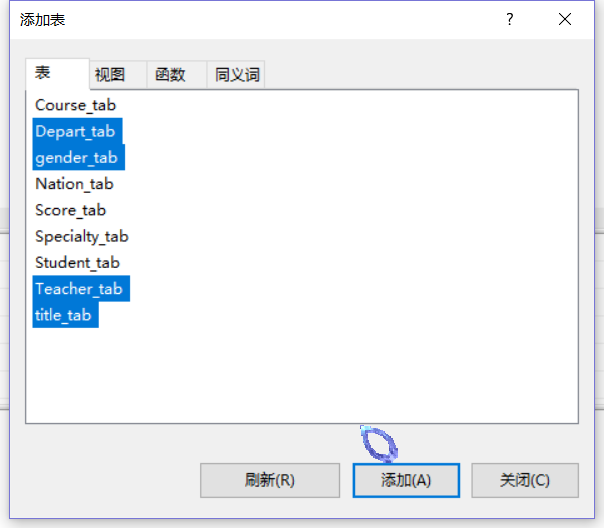 添加表 ?
表 视图 函数 同义词
Course_tab
Depart_tab
gender_tab
Nation_tab
Score_tab
Specialty_tab
Student_tab
Teacher_tab
title_tab
刷新(R) 添加(A) 关闭(C)